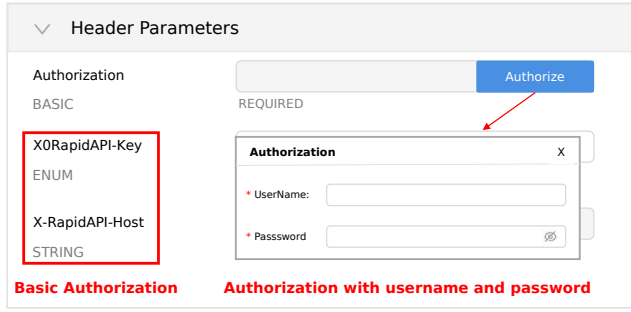 Header Parameters
Authorization
Authorize
BASIC
REQUIRED
X0RapidAPI-Key
ENUM
X-RapidAPI-Host
STRING
Authorization
X
* UserName:
* Passsword
Basic Authorization
Authorization with username and password